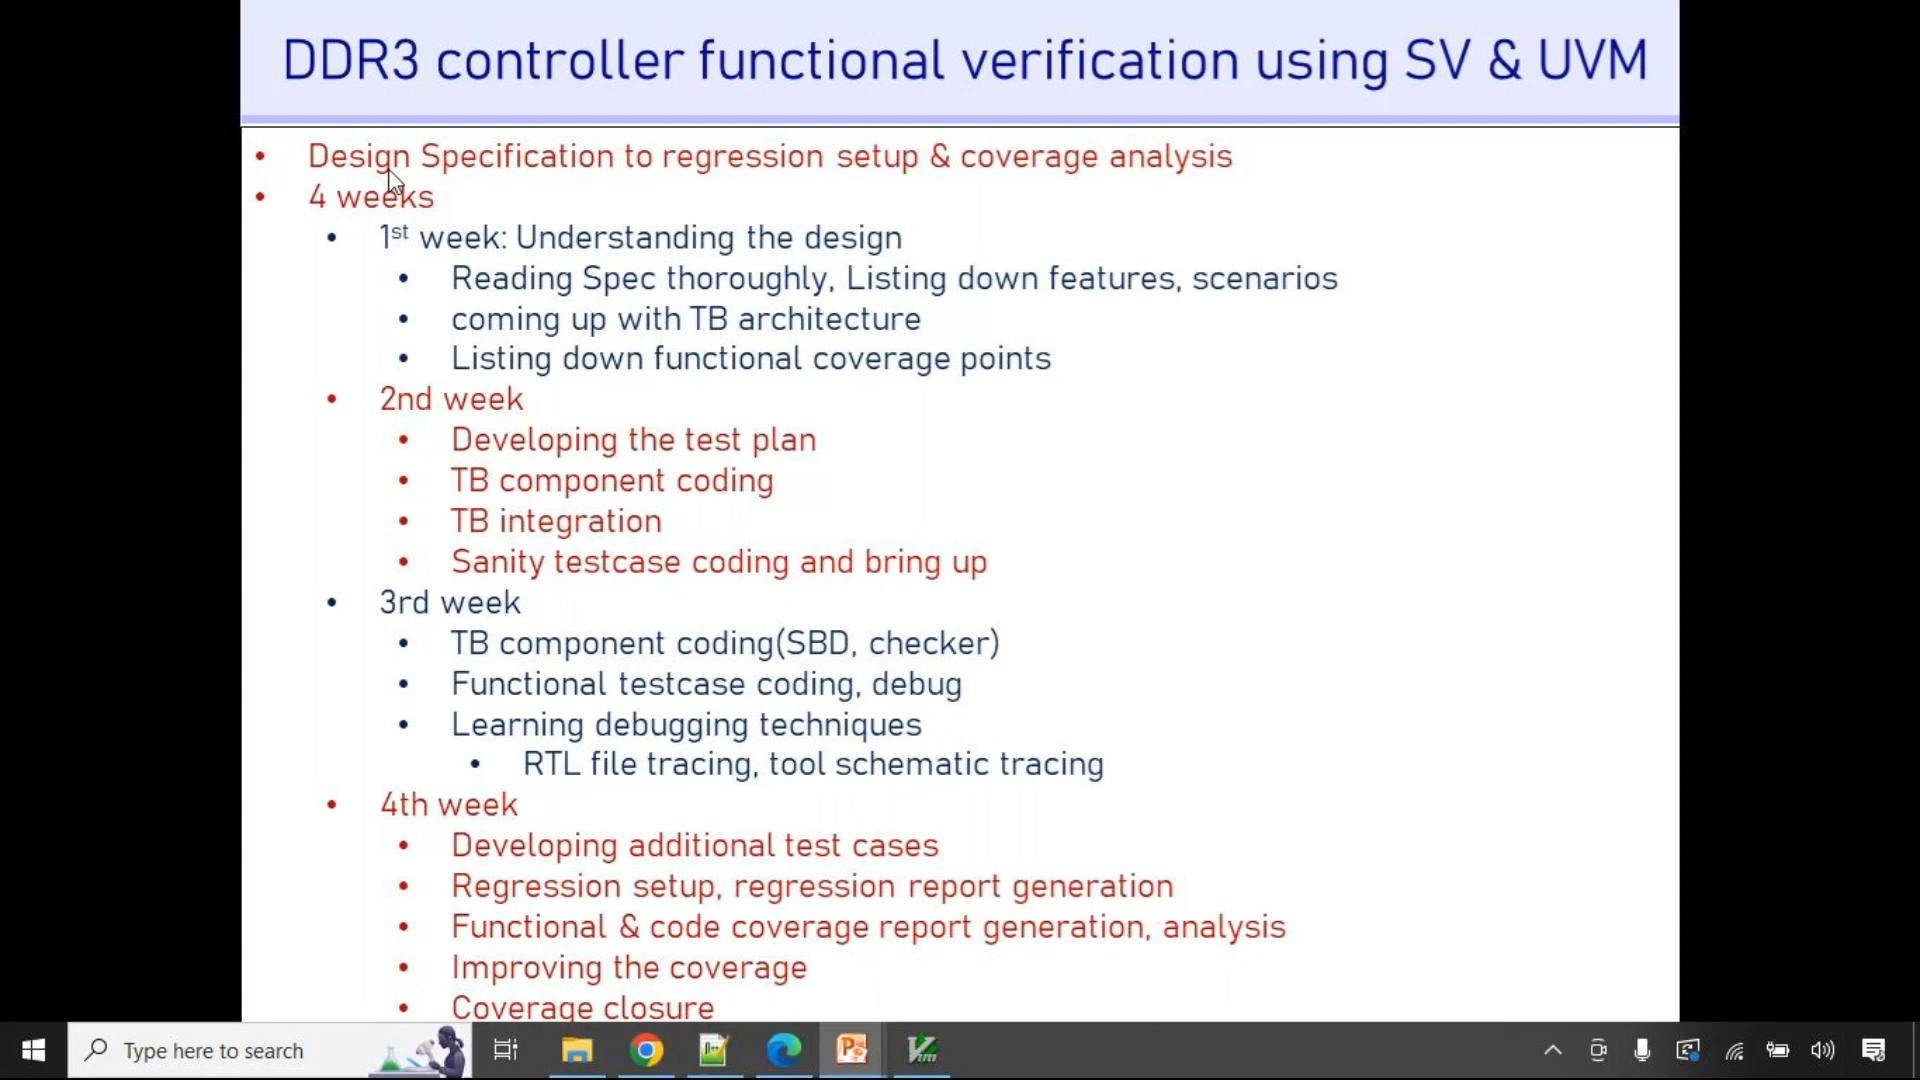 DDR3 controller functional verification using SV & UVM
• Design Specification to regression setup & coverage analysis
• 4 weeks
• 1st week: Understanding the design
• Reading Spec thoroughly, Listing down features, scenarios
• coming up with TB architecture
• Listing down functional coverage points
• 2nd week
• Developing the test plan
• TB component coding
• TB integration
• Sanity testcase coding and bring up
• 3rd week
• TB component coding(SBD, checker)
• Functional testcase coding, debug
• Learning debugging techniques
• RTL file tracing, tool schematic tracing
• 4th week
• Developing additional test cases
• Regression setup, regression report generation
• Functional & code coverage report generation, analysis
• Improving the coverage
• Coverage closure
Type here to search